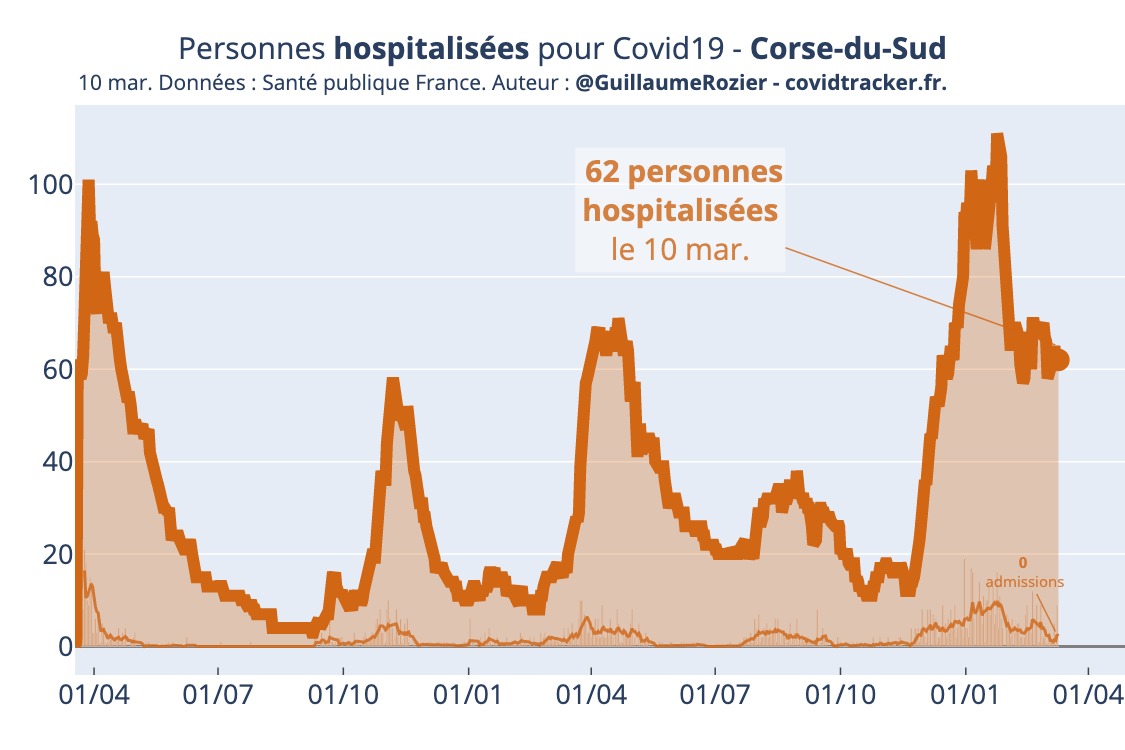 Personnes hospitalisées pour Covid19 - Corse-du-Sud
10 mar. Données : Santé publique France. Auteur : @GuillaumeRozier - covidtracker.fr.
62 personnes
hospitalisées
le 10 mar.
100
80
60
40
20
0
0
admissions
01/04
01/07
01/10
01/01
01/04
01/07
01/10
01/01
01/04